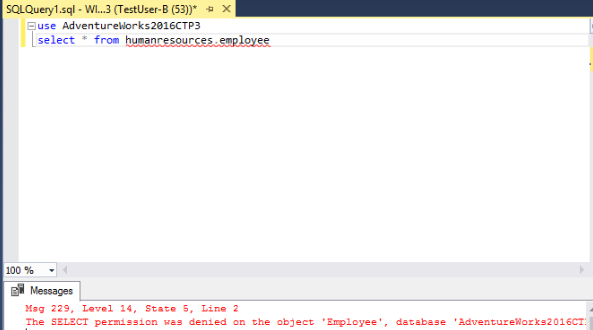 SQLQuery1.sql - WI...3 (TestUser-B (53))*
use AdventureWorks2016CTP3
select * from humanresources.employee
100 %
Messages
Msg 229, Level 14, State 5, Line 2
The SELECT permission was denied on the object 'Employee', database 'AdventureWorks2016CT